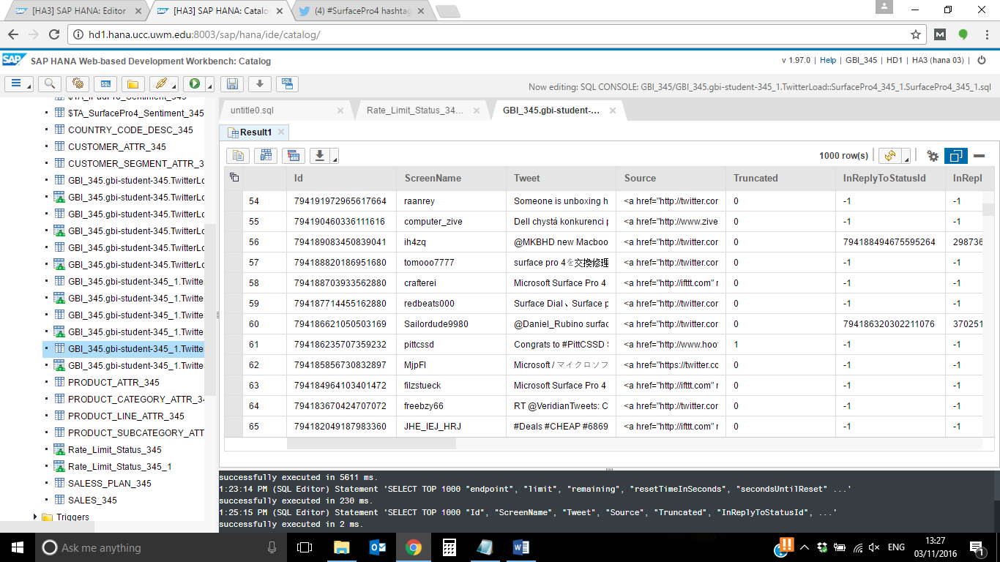 [HA3] SAP HANA: Editor
[HA3] SAP HANA: Catalo
(4) #SurfacePro4 hashtag
hd1.hana.ucc.uwm.edu:8003/sap/hana/ide/catalog/
SAP SAP HANA Web-based Development Workbench: Catalog
v 1.97.0 | Help | GBI_345 | HD1 | HA3 (hana 03) |
Now editing: SQL CONSOLE: GBI_345/GBI_345.gbi-student-345_1.TwitterLoad::SurfacePro4_345_1.SurfacePro4_345_1.sql
$TA_IPadPro_Sentiment_345
$TA_SurfacePro4_Sentiment_345
COUNTRY_CODE_DESC_345
CUSTOMER_ATTR_345
CUSTOMER_SEGMENT_ATTR_3
GBI_345.gbi-student-345.TwitterLo
GBI_345.gbi-student-345.TwitterLo
GBI_345.gbi-student-345.TwitterLo
GBI_345.gbi-student-345.TwitterLo
GBI_345.gbi-student-345.TwitterLo
GBI_345.gbi-student-345.TwitterLo
GBI_345.gbi-student-345_1.Twitte
GBI_345.gbi-student-345_1.Twitte
GBI_345.gbi-student-345_1.Twitte
GBI_345.gbi-student-345_1.Twitte
GBI_345.gbi-student-345_1.Twitte
GBI_345.gbi-student-345_1.Twitte
PRODUCT_ATTR_345
PRODUCT_CATEGORY_ATTR_34
PRODUCT_LINE_ATTR_345
PRODUCT_SUBCATEGORY_ATT
Rate_Limit_Status_345
Rate_Limit_Status_345_1
SALESS_PLAN_345
SALES_345
Triggers
untitle0.sql
Rate_Limit_Status_34...
GBI_345.gbi-student-...
Result1
1000 row(s)
Id ScreenName Tweet Source Truncated InReplyToStatusId InRepl
54 794191972965617664 raanrey Someone is unboxing h <a href="http://twitter.cor 0 -1 -1
55 794190460336111616 computer_zive Dell chystá konkurenci p <a href="http://www.zive 0 -1 -1
56 794189083450839041 ih4zq @MKBHD new Macboo <a href="http://twitter.cor 0 794188494675595264 298736
57 794188820186951680 tomooo7777 surface pro 4を交換修理 <a href="http://twitter.cor 0 -1 -1
58 794188703933562880 crafterei Microsoft Surface Pro 4 <a href="http://ifttt.com" r 0 -1 -1
59 794187714455162880 redbeats000 Surface Dial、Surface p <a href="http://twitter.cor 0 -1 -1
60 794186621050503169 Sailordude9980 @Daniel_Rubino surfac <a href="http://twitter.cor 0 794186320302211076 370251
61 794186235707359232 pittcssd Congrats to #PittCSSD S <a href="http://www.hoot 1 -1 -1
62 794185856730832897 MjpFl Microsoft / マイクロソフ <a href="https://twitter.cc 0 -1 -1
63 794184964103401472 filzstueck Microsoft Surface Pro 4 <a href="http://ifttt.com" r 0 -1 -1
64 794183670424707072 freebzy66 RT @VeridianTweets: C <a href="http://twitter.cor 0 -1 -1
65 794182049187983360 JHE_IEJ_HRJ #Deals #CHEAP #6869 <a href="http://ifttt.com" r 0 -1 -1
successfully executed in 5611 ms.
1:23:14 PM (SQL Editor) Statement 'SELECT TOP 1000 "endpoint", "limit", "remaining", "resetTimeInSeconds", "secondsUntilReset" ...'
successfully executed in 230 ms.
1:25:15 PM (SQL Editor) Statement 'SELECT TOP 1000 "Id", "ScreenName", "Tweet", "Source", "Truncated", "InReplyToStatusId", ...'
successfully executed in 2 ms.
Ask me anything
ENG
13:27
03/11/2016